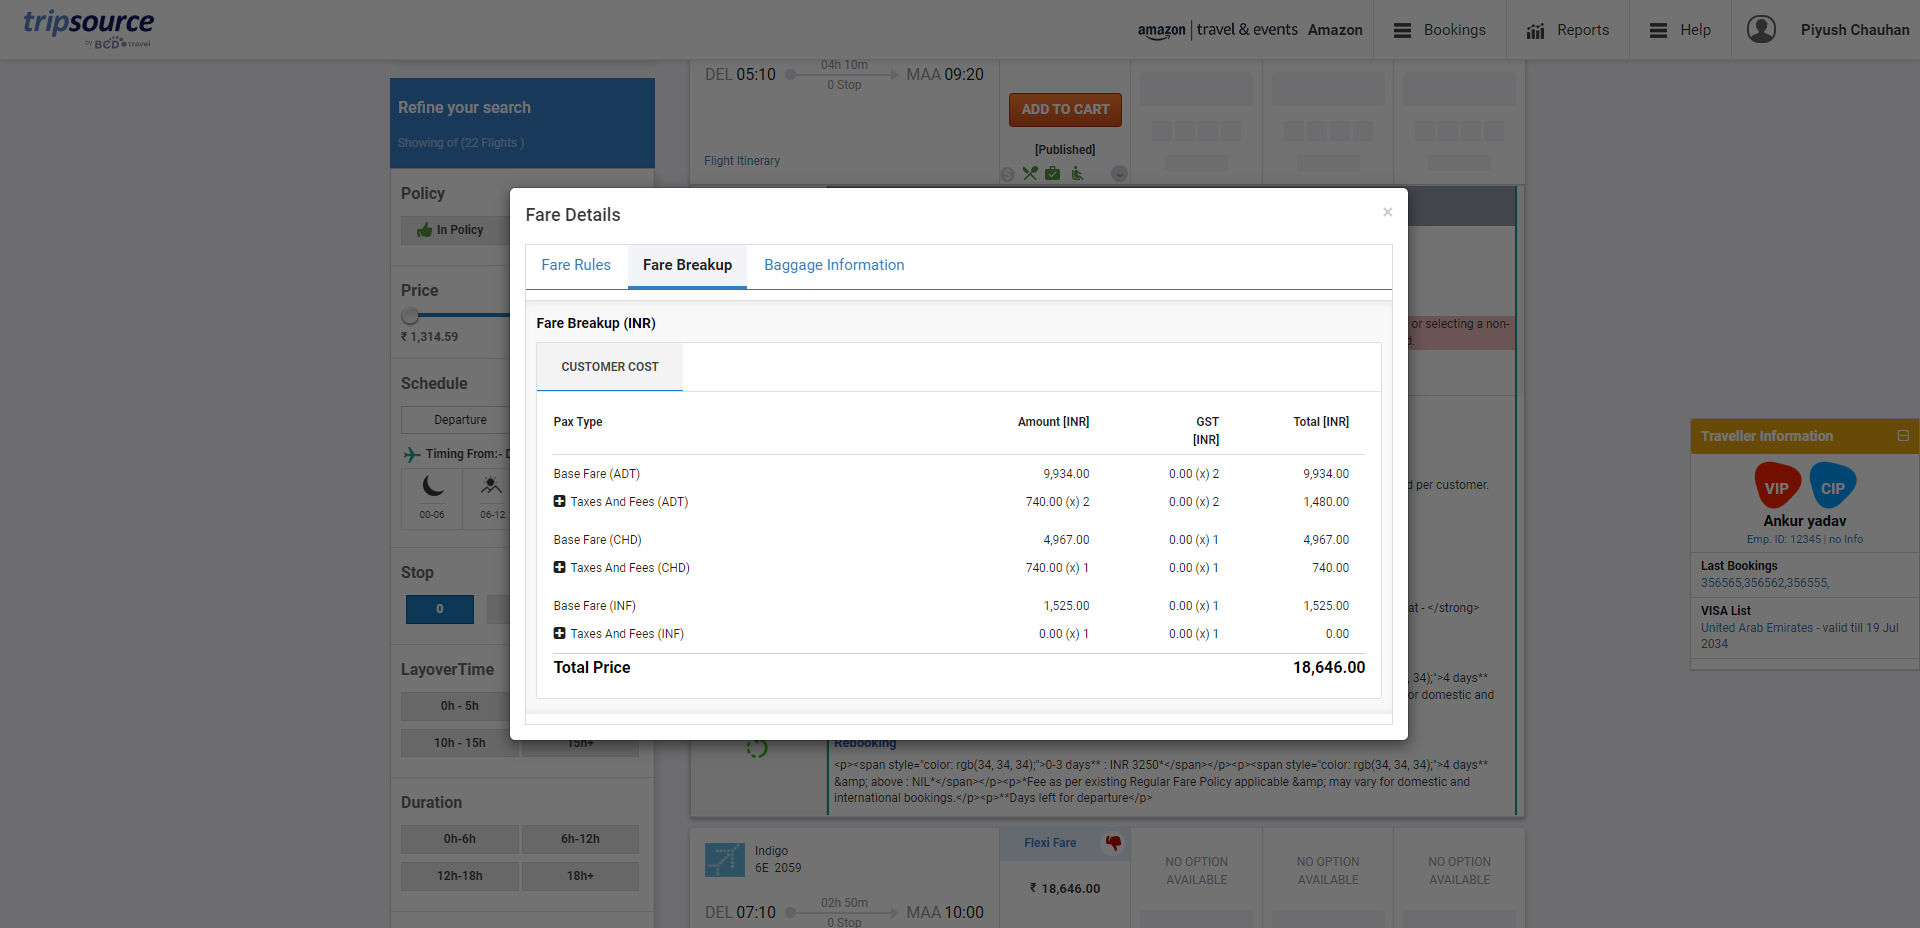 tripsource
by BCD travel
amazon | travel & events Amazon
Bookings
Reports
Help
Piyush Chauhan
Refine your search
Showing of (22 Flights )
Policy
In Policy
Price
₹ 1,314.59
Schedule
Departure
Timing From:- D
00-06
06-12
Stop
0
LayoverTime
0h - 5h
10h - 15h
15h+
Duration
0h-6h
6h-12h
12h-18h
18h+
DEL 05:10
04h 10m
0 Stop
MAA 09:20
Flight Itinerary
ADD TO CART
[Published]
Fare Details
×
Fare Rules
Fare Breakup
Baggage Information
Fare Breakup (INR)
CUSTOMER COST
Pax Type Amount [INR] GST [INR] Total [INR]
Base Fare (ADT) 9,934.00 0.00 (x) 2 9,934.00
Taxes And Fees (ADT) 740.00 (x) 2 0.00 (x) 2 1,480.00
Base Fare (CHD) 4,967.00 0.00 (x) 1 4,967.00
Taxes And Fees (CHD) 740.00 (x) 1 0.00 (x) 1 740.00
Base Fare (INF) 1,525.00 0.00 (x) 1 1,525.00
Taxes And Fees (INF) 0.00 (x) 1 0.00 (x) 1 0.00
Total Price 18,646.00
or selecting a non-
d.
d per customer.
at - </strong>
, 34);">4 days**
or domestic and
Rebooking
<p><span style="color: rgb(34, 34, 34);">0-3 days** : INR 3250*</span></p><p><span style="color: rgb(34, 34, 34);">4 days**
&amp; above : NIL*</span></p><p>*Fee as per existing Regular Fare Policy applicable &amp; may vary for domestic and
international bookings.</p><p>**Days left for departure</p>
Indigo
6E 2059
DEL 07:10
02h 50m
0 Stop
MAA 10:00
Flexi Fare
₹ 18,646.00
NO OPTION
AVAILABLE
NO OPTION
AVAILABLE
NO OPTION
AVAILABLE
Traveller Information
VIP
CIP
Ankur yadav
Emp. ID: 12345 | no Info
Last Bookings
356565,356562,356555,
VISA List
United Arab Emirates - valid till 19 Jul
2034